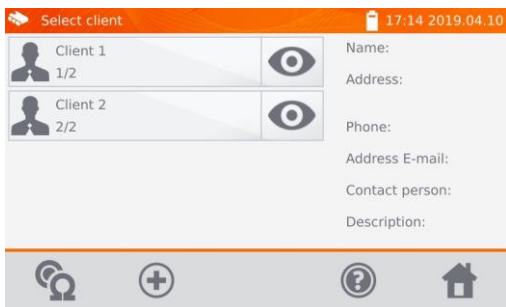 Select client
17:14 2019.04.10
Client 1
1/2
Client 2
2/2
Name:
Address:
Phone:
Address E-mail:
Contact person:
Description: